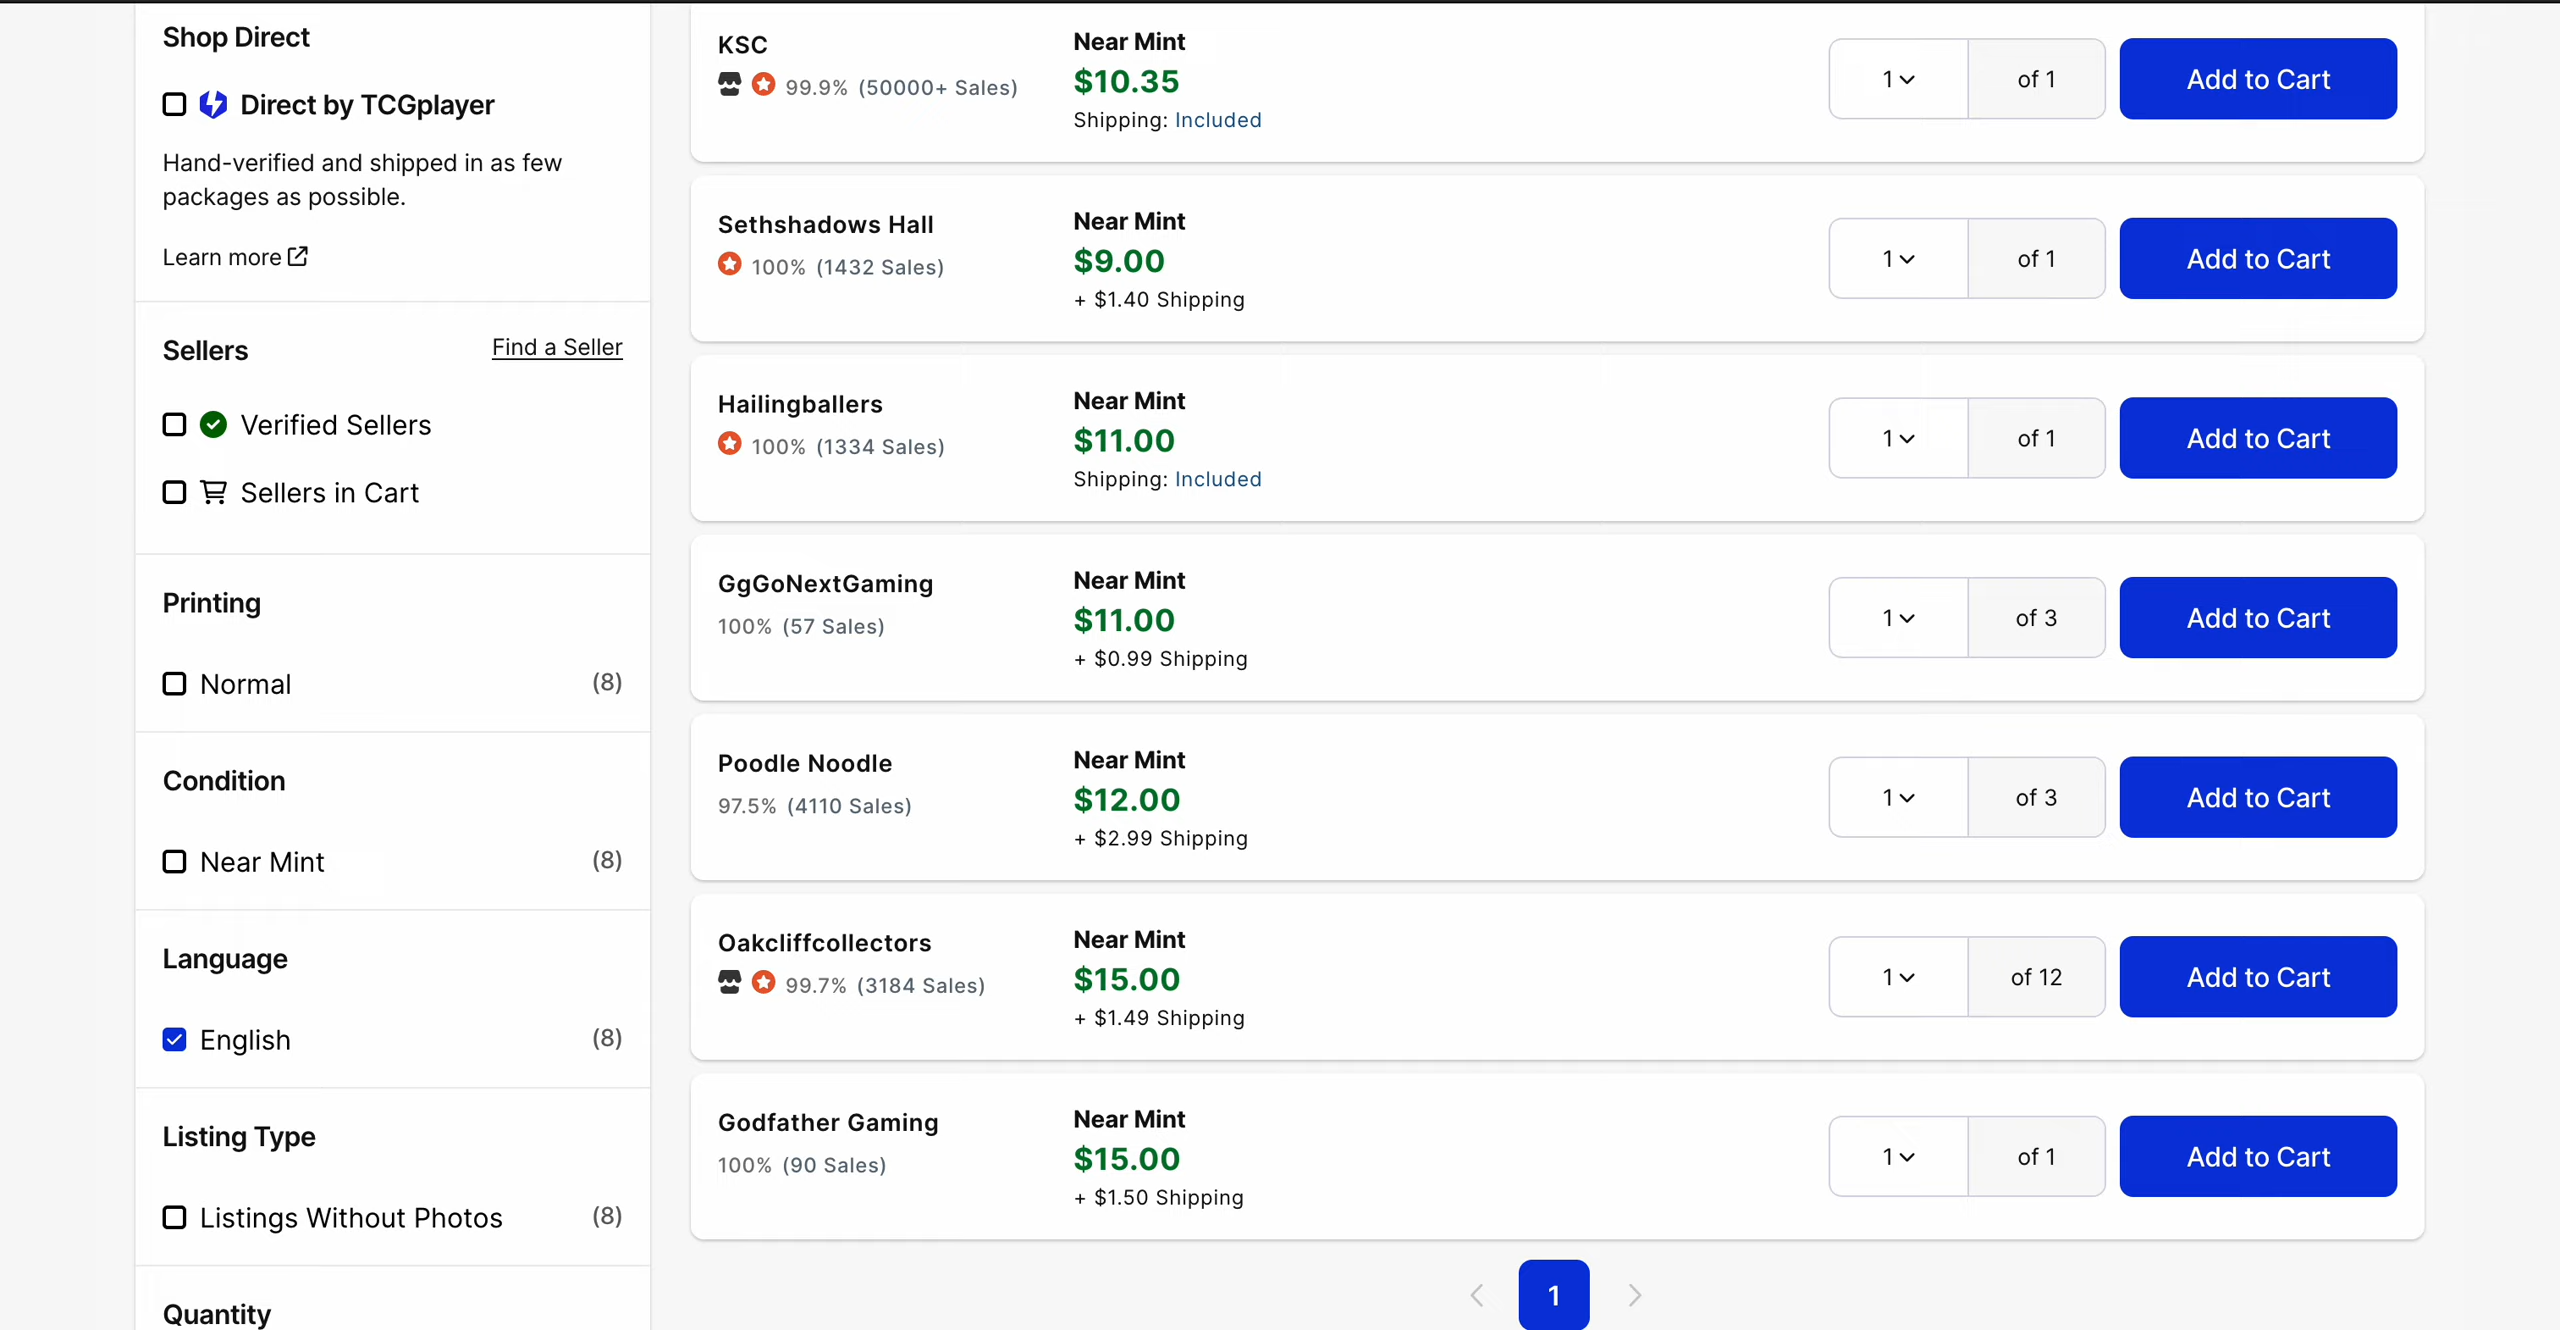 Shop Direct
Direct by TCGplayer
Hand-verified and shipped in as few
packages as possible.
Learn more
Sellers
Find a Seller
Verified Sellers
Sellers in Cart
Printing
Normal (8)
Condition
Near Mint (8)
Language
English (8)
Listing Type
Listings Without Photos (8)
Quantity
KSC
99.9% (50000+ Sales)
Near Mint
$10.35
Shipping: Included
1 of 1
Add to Cart
Sethshadows Hall
100% (1432 Sales)
Near Mint
$9.00
+ $1.40 Shipping
1 of 1
Add to Cart
Hailingballers
100% (1334 Sales)
Near Mint
$11.00
Shipping: Included
1 of 1
Add to Cart
GgGoNextGaming
100% (57 Sales)
Near Mint
$11.00
+ $0.99 Shipping
1 of 3
Add to Cart
Poodle Noodle
97.5% (4110 Sales)
Near Mint
$12.00
+ $2.99 Shipping
1 of 3
Add to Cart
Oakcliffcollectors
99.7% (3184 Sales)
Near Mint
$15.00
+ $1.49 Shipping
1 of 12
Add to Cart
Godfather Gaming
100% (90 Sales)
Near Mint
$15.00
+ $1.50 Shipping
1 of 1
Add to Cart
1